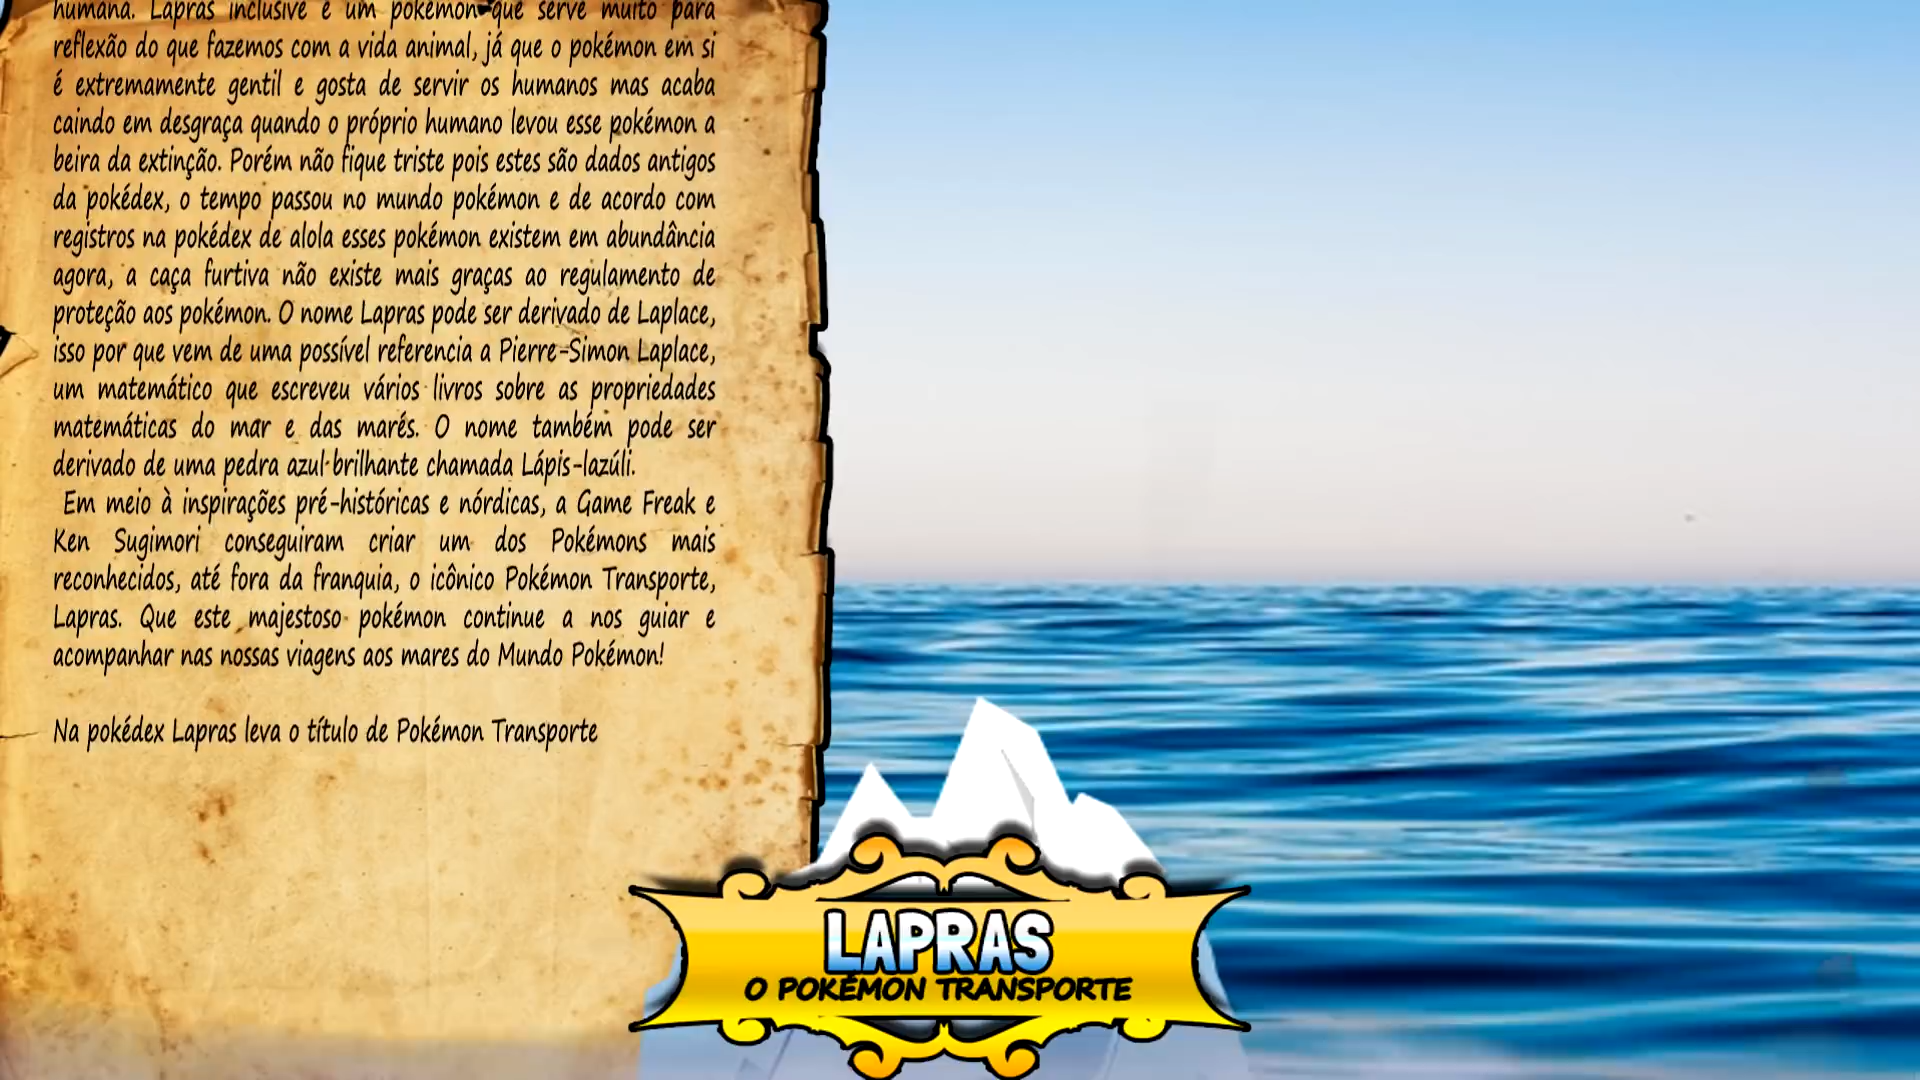 humana. Lapras inclusive é um pokémon que serve muito para
reflexão do que fazemos com a vida animal, já que o pokémon em si
é extremamente gentil e gosta de servir os humanos mas acaba
caindo em desgraça quando o próprio humano levou esse pokémon a
beira da extinção. Porém não fique triste pois estes são dados antigos
da pokédex, o tempo passou no mundo pokémon e de acordo com
registros na pokédex de alola esses pokémon existem em abundância
agora, a caça furtiva não existe mais graças ao regulamento de
proteção aos pokémon. O nome Lapras pode ser derivado de Laplace,
isso por que vem de uma possível referencia a Pierre-Simon Laplace,
um matemático que escreveu vários livros sobre as propriedades
matemáticas do mar e das marés. O nome também pode ser
derivado de uma pedra azul brilhante chamada Lápis-lazúli.
Em meio à inspirações pré-históricas e nórdicas, a Game Freak e
Ken Sugimori conseguiram criar um dos Pokémons mais
reconhecidos, até fora da franquia, o icônico Pokémon Transporte,
Lapras. Que este majestoso pokémon continue a nos guiar e
acompanhar nas nossas viagens aos mares do Mundo Pokémon!
Na pokédex Lapras leva o título de Pokémon Transporte
LAPRAS
O POKÉMON TRANSPORTE